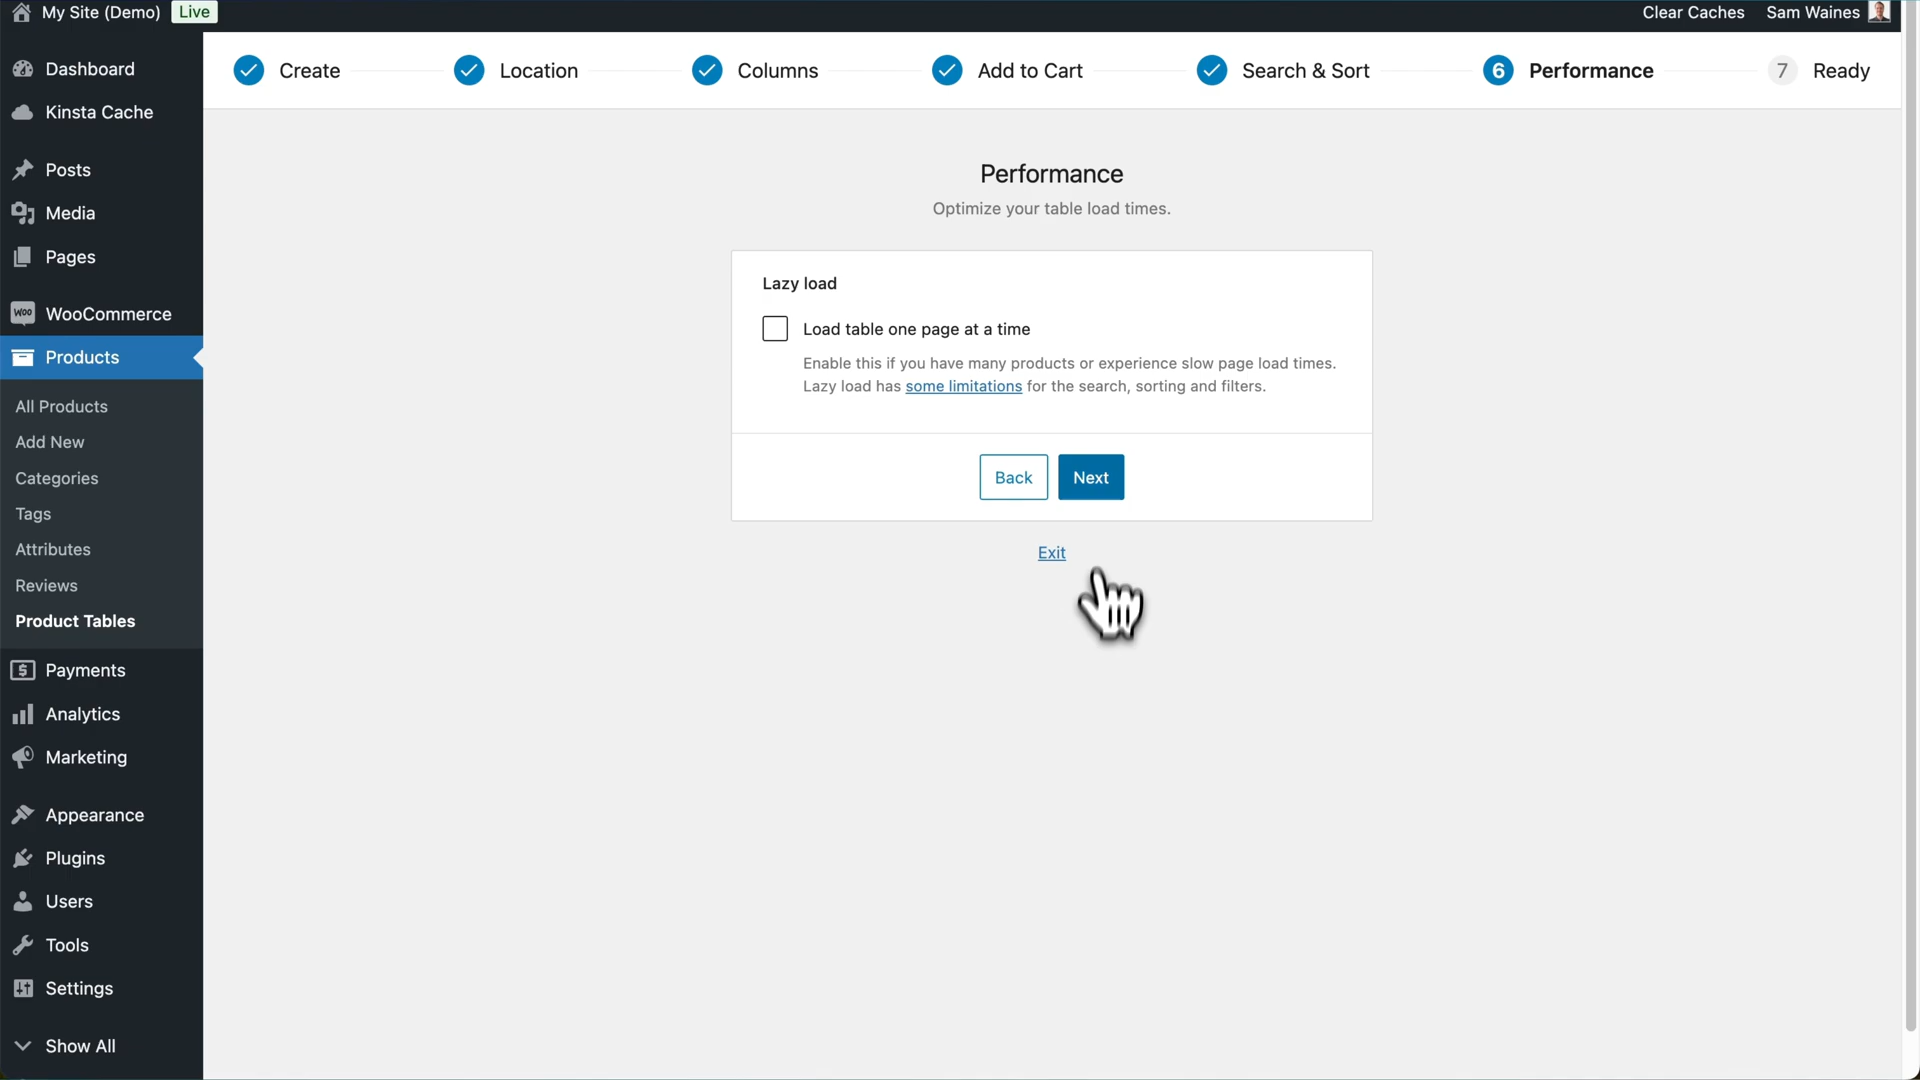 My Site (Demo) Live Clear Caches Sam Waines
Create Location Columns Add to Cart Search & Sort 6 Performance 7 Ready
Dashboard
Kinsta Cache
Posts
Media
Pages
WOO WooCommerce
Products
All Products
Add New
Categories
Tags
Attributes
Reviews
Product Tables
Payments
Analytics
Marketing
Appearance
Plugins
Users
Tools
Settings
Show All
Performance
Optimize your table load times.
Lazy load
Load table one page at a time
Enable this if you have many products or experience slow page load times.
Lazy load has some limitations for the search, sorting and filters.
Back Next
Exit